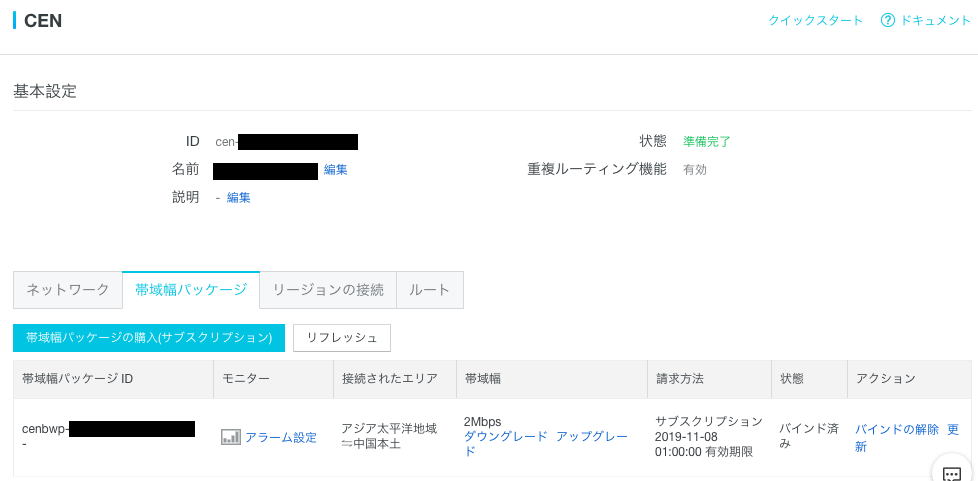 CEN
クイックスタート ? ドキュメント
基本設定
ID cen-
状態 準備完了
名前 編集
重複ルーティング機能 有効
説明 - 編集
ネットワーク 帯域幅パッケージ リージョンの接続 ルート
帯域幅パッケージの購入(サブスクリプション) リフレッシュ
帯域幅パッケージ ID モニター 接続されたエリア 帯域幅 請求方法 状態 アクション
cenbwp-
-
アラーム設定
アジア太平洋地域
⇋中国本土
2Mbps
ダウングレード アップグレー
ド
サブスクリプション
2019-11-08
01:00:00 有効期限
バインド済
み
バインドの解除 更
新